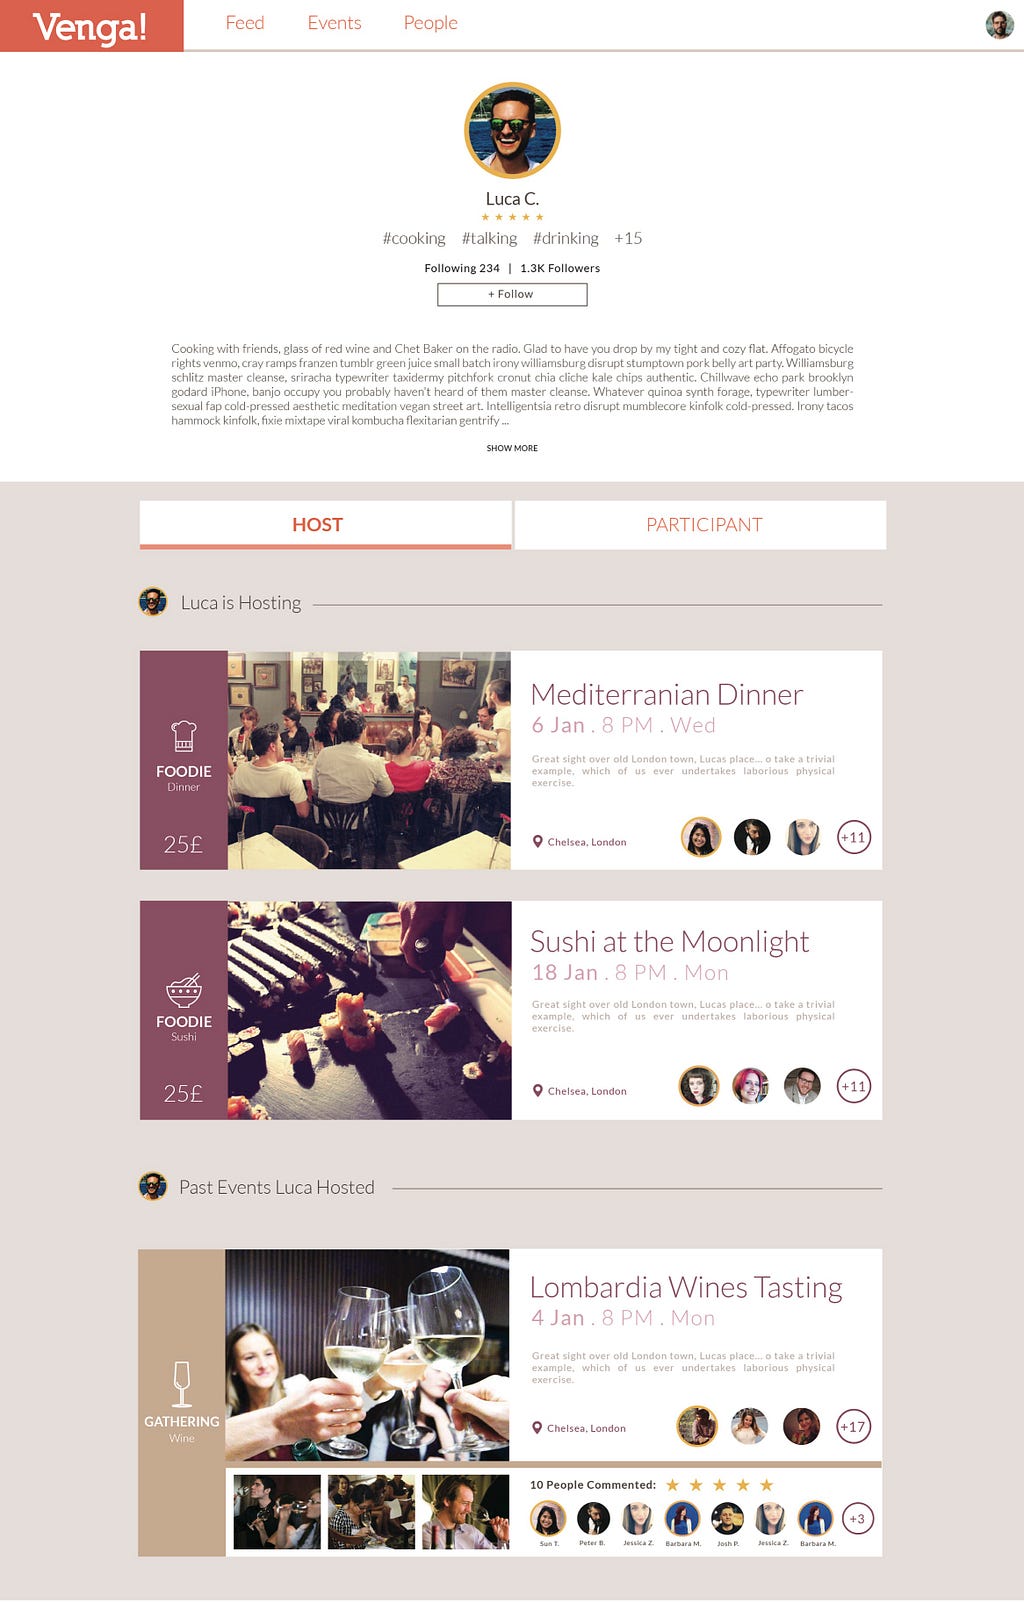 Venga!
Feed
Events
People
Luca C.
#cooking #talking #drinking +15
Following 234 | 1.3K Followers
+ Follow
Cooking with friends, glass of red wine and Chet Baker on the radio. Glad to have you drop by my tight and cozy flat. Affogato bicycle
rights venmo, cray ramps franzen tumblr green juice small batch irony williamsburg disrupt stumptown pork belly art party. Williamsburg
schlitz master cleanse, sriracha typewriter taxidermy pitchfork cronut chia cliche kale chips authentic. Chillwave echo park brooklyn
godard iPhone, banjo occupy you probably haven't heard of them master cleanse. Whatever quinoa synth forage, typewriter lumber-
sexual fap cold-pressed aesthetic meditation vegan street art. Intelligentsia retro disrupt mumblecore kinfolk cold-pressed. Irony tacos
hammock kinfolk, fixie mixtape viral kombucha flexitarian gentrify ...
SHOW MORE
HOST
PARTICIPANT
Luca is Hosting
FOODIE
Dinner
25£
Mediterranian Dinner
6 Jan . 8 PM . Wed
Great sight over old London town, Lucas place... o take a trivial
example, which of us ever undertakes laborious physical
exercise.
Chelsea, London
+11
FOODIE
Sushi
25£
Sushi at the Moonlight
18 Jan . 8 PM . Mon
Great sight over old London town, Lucas place... o take a trivial
example, which of us ever undertakes laborious physical
exercise.
Chelsea, London
+11
Past Events Luca Hosted
GATHERING
Wine
Lombardia Wines Tasting
4 Jan . 8 PM . Mon
Great sight over old London town, Lucas place... o take a trivial
example, which of us ever undertakes laborious physical
exercise.
Chelsea, London
+17
10 People Commented:
+3
Sun T. Peter B. Jessica Z. Barbara M. Josh P. Jessica Z. Barbara M.